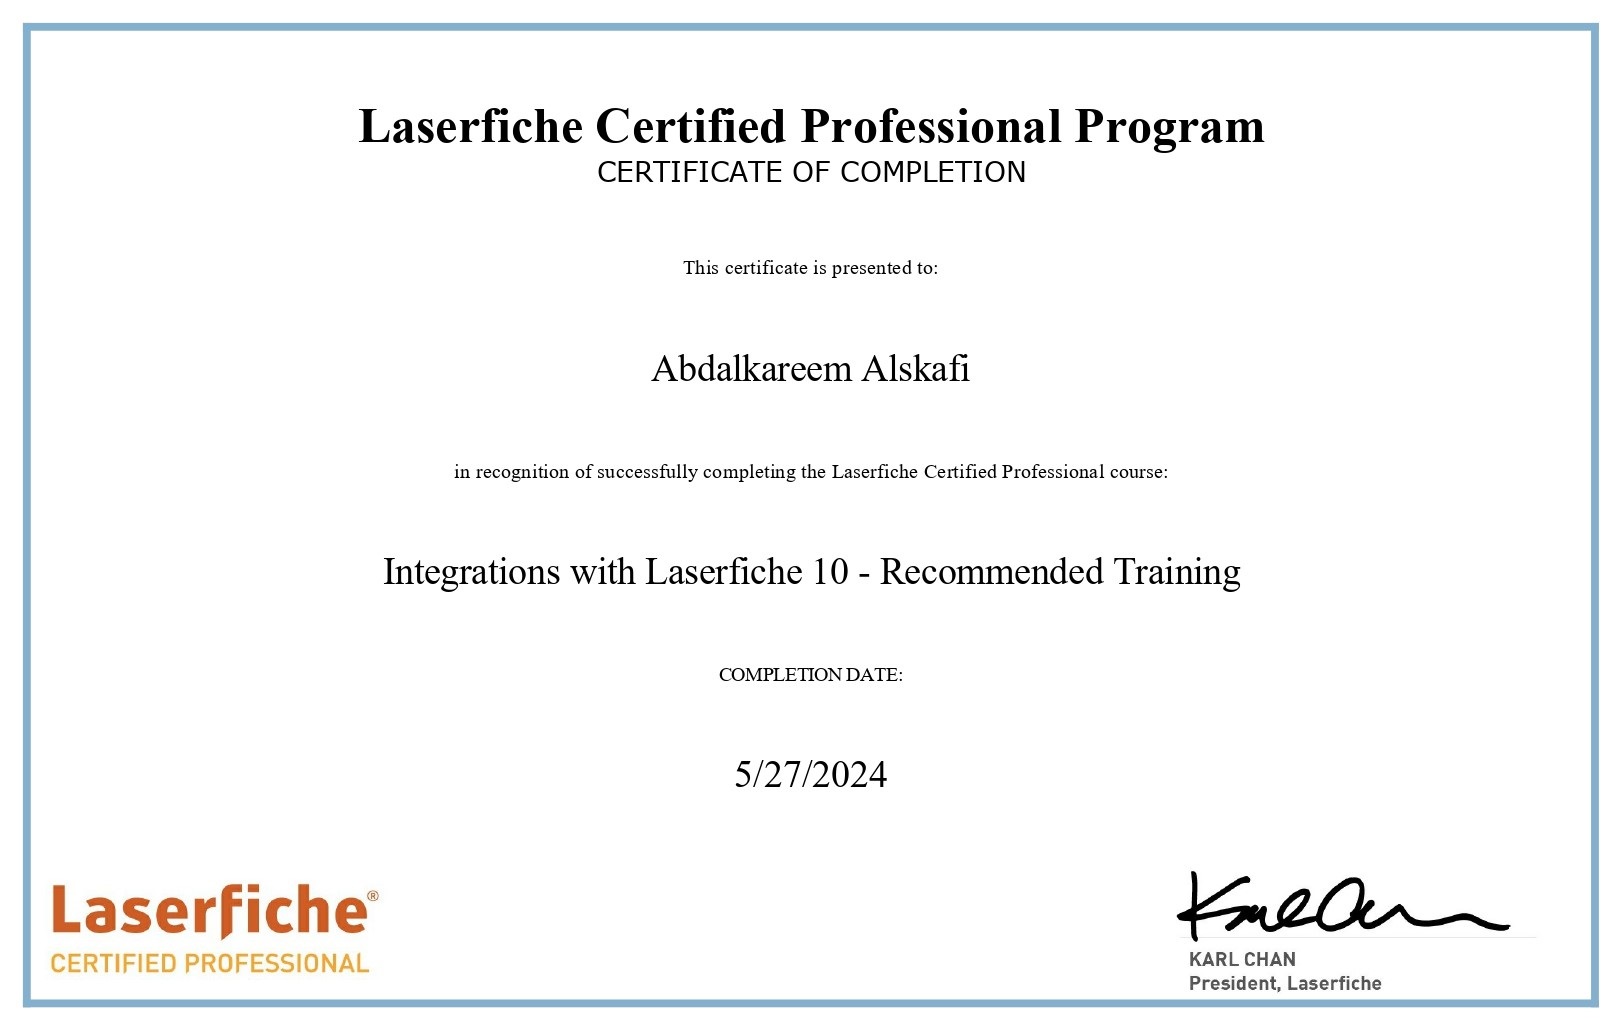 Laserfiche Certified Professional Program
CERTIFICATE OF COMPLETION
This certificate is presented to:
Abdalkareem Alskafi
in recognition of successfully completing the Laserfiche Certified Professional course:
Integrations with Laserfiche 10 - Recommended Training
COMPLETION DATE:
5/27/2024
Laserfiche®
CERTIFIED PROFESSIONAL
Karl Chan
KARL CHAN
President, Laserfiche